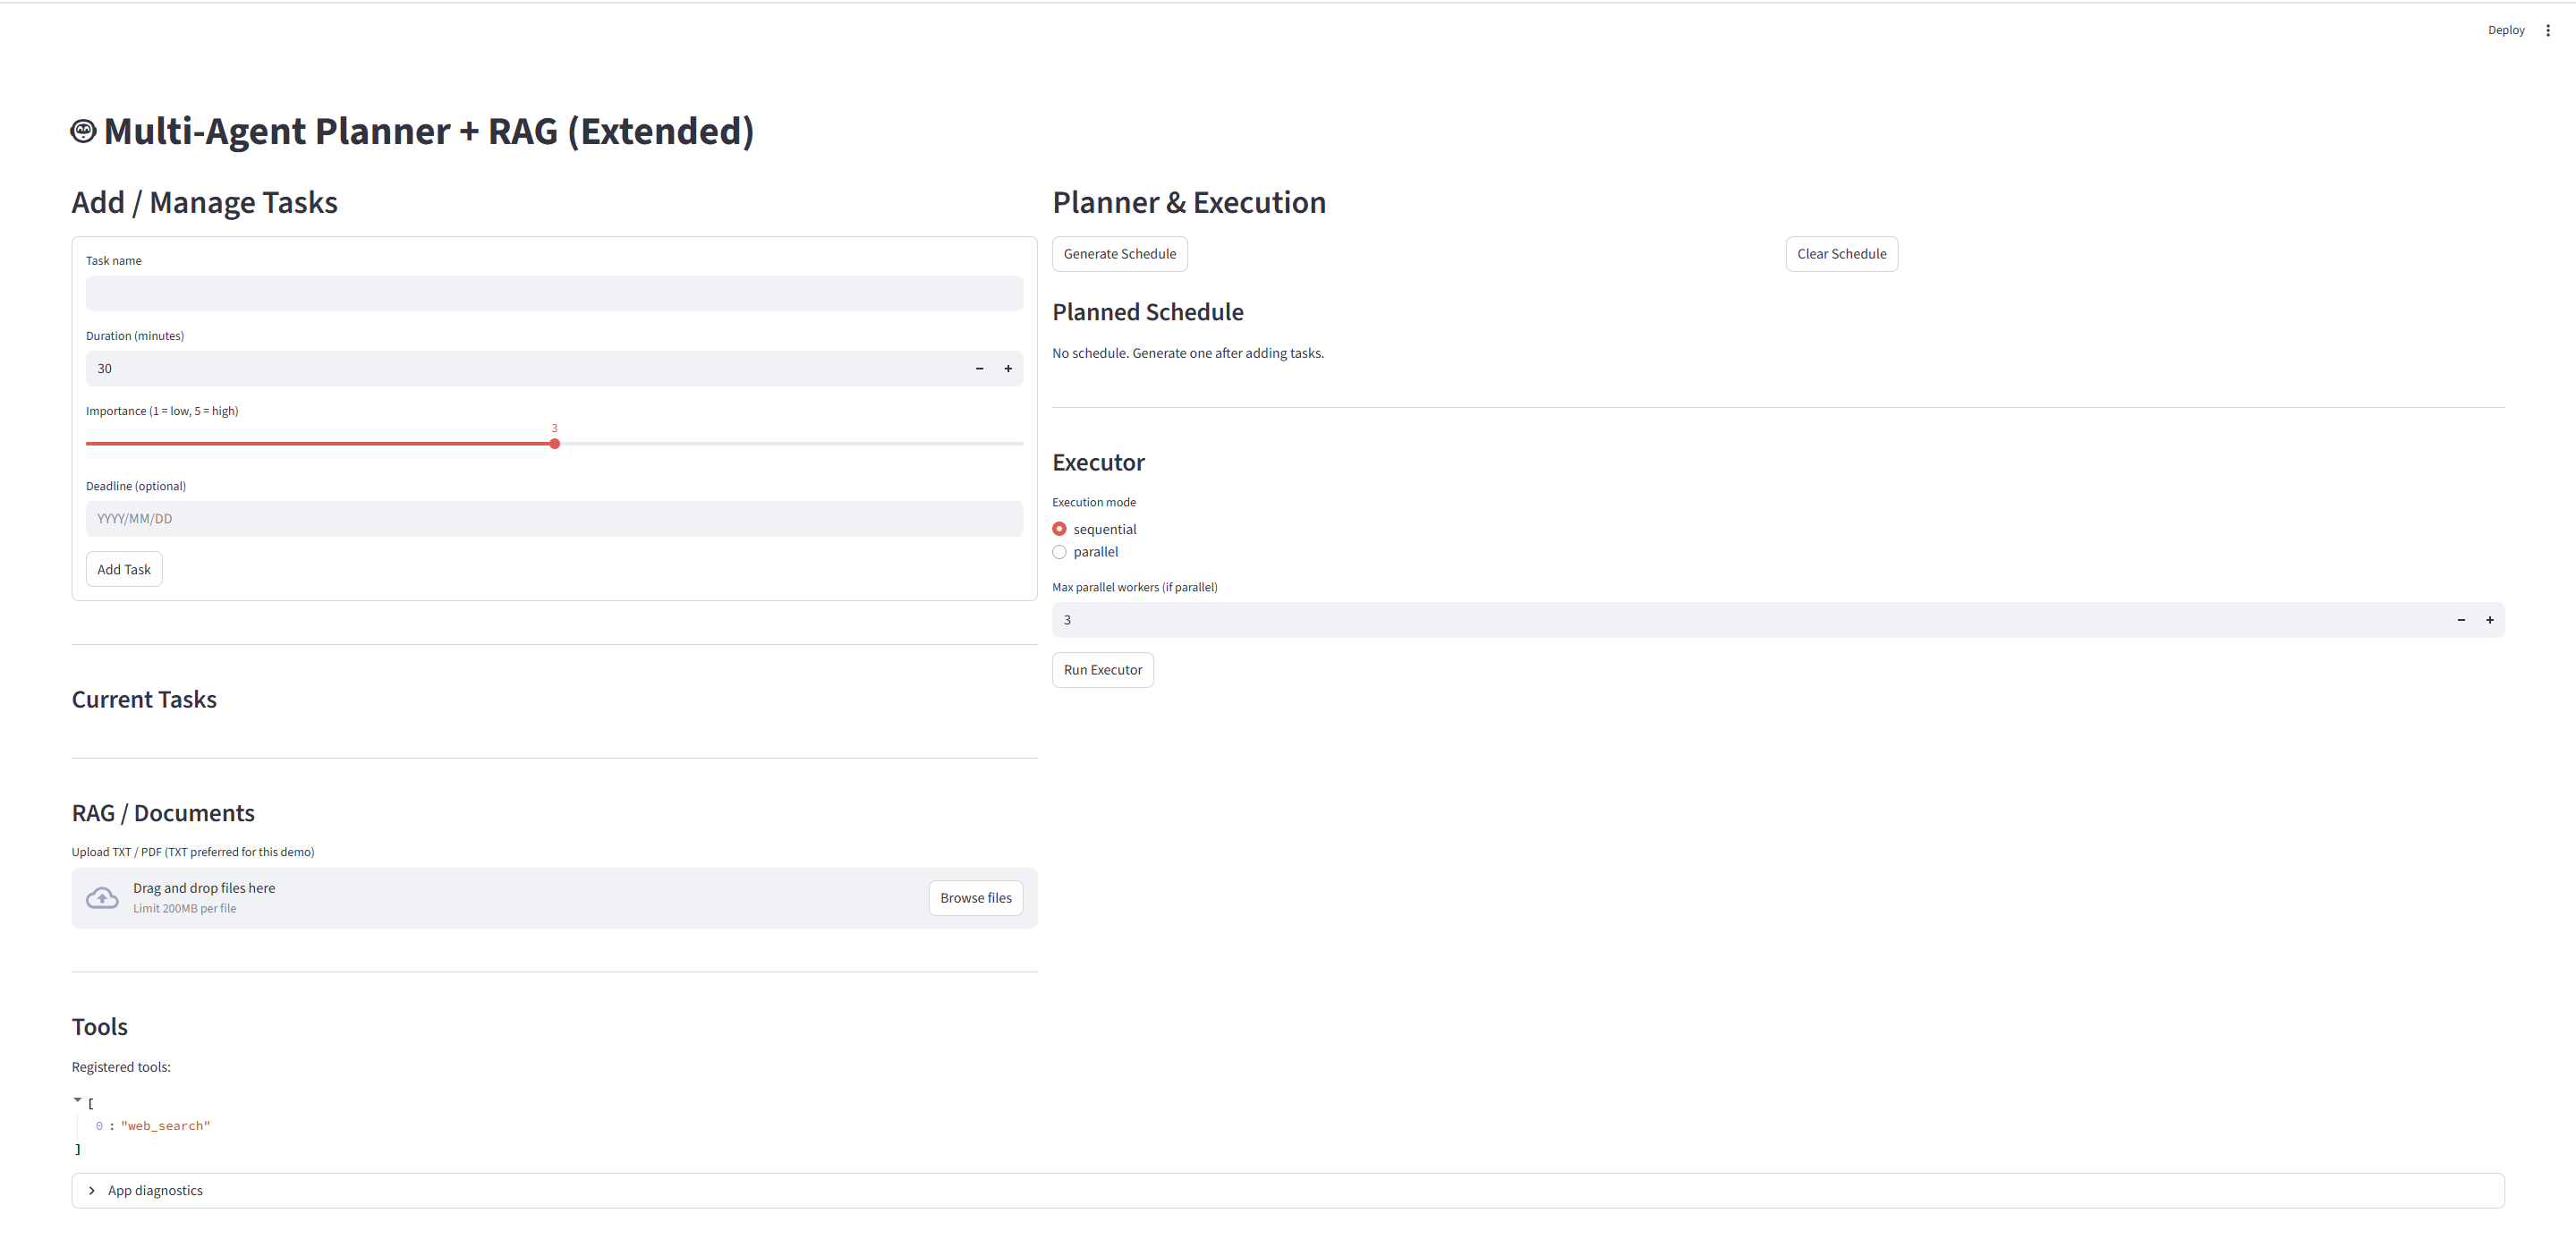 Deploy
Multi-Agent Planner + RAG (Extended)
Add / Manage Tasks
Task name
Duration (minutes)
30
Importance (1 = low, 5 = high)
3
Deadline (optional)
YYYY/MM/DD
Add Task
Current Tasks
RAG / Documents
Upload TXT / PDF (TXT preferred for this demo)
Drag and drop files here
Limit 200MB per file
Browse files
Tools
Registered tools:
[
0 : "web_search"
]
Planner & Execution
Generate Schedule
Clear Schedule
Planned Schedule
No schedule. Generate one after adding tasks.
Executor
Execution mode
sequential
parallel
Max parallel workers (if parallel)
3
Run Executor
App diagnostics